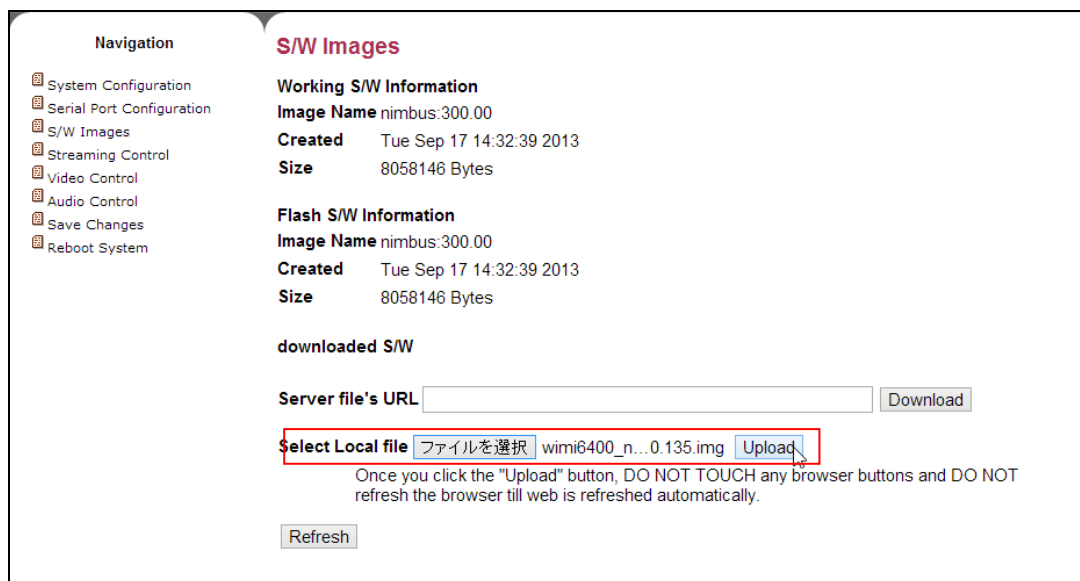 Navigation
System Configuration
Serial Port Configuration
S/W Images
Streaming Control
Video Control
Audio Control
Save Changes
Reboot System
S/W Images
Working S/W Information
Image Name nimbus:300.00
Created Tue Sep 17 14:32:39 2013
Size 8058146 Bytes
Flash S/W Information
Image Name nimbus:300.00
Created Tue Sep 17 14:32:39 2013
Size 8058146 Bytes
downloaded S/W
Server file's URL Download
Select Local file ファイルを選択 wimi6400_n...0.135.img Upload
Once you click the "Upload" button, DO NOT TOUCH any browser buttons and DO NOT
refresh the browser till web is refreshed automatically.
Refresh